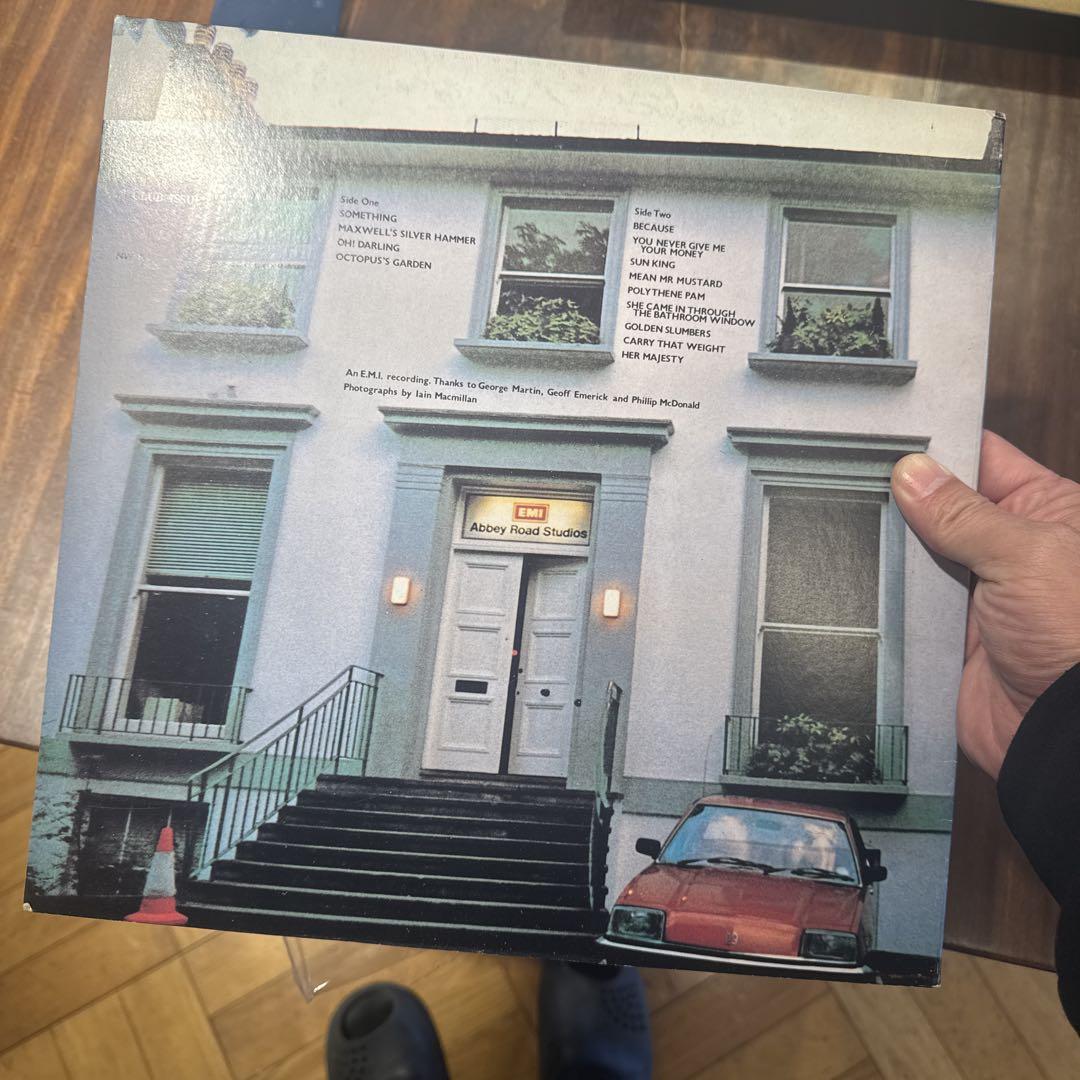 CLUB ISSUE
Side One
SOMETHING
MAXWELL'S SILVER HAMMER
OH! DARLING
OCTOPUS'S GARDEN
Side Two
BECAUSE
YOU NEVER GIVE ME
YOUR MONEY
SUN KING
MEAN MR MUSTARD
POLYTHENE PAM
SHE CAME IN THROUGH
THE BATHROOM WINDOW
GOLDEN SLUMBERS
CARRY THAT WEIGHT
HER MAJESTY
An E.M.I. recording. Thanks to George Martin, Geoff Emerick and Phillip McDonald
Photographs by Iain Macmillan
EMI
Abbey Road Studios